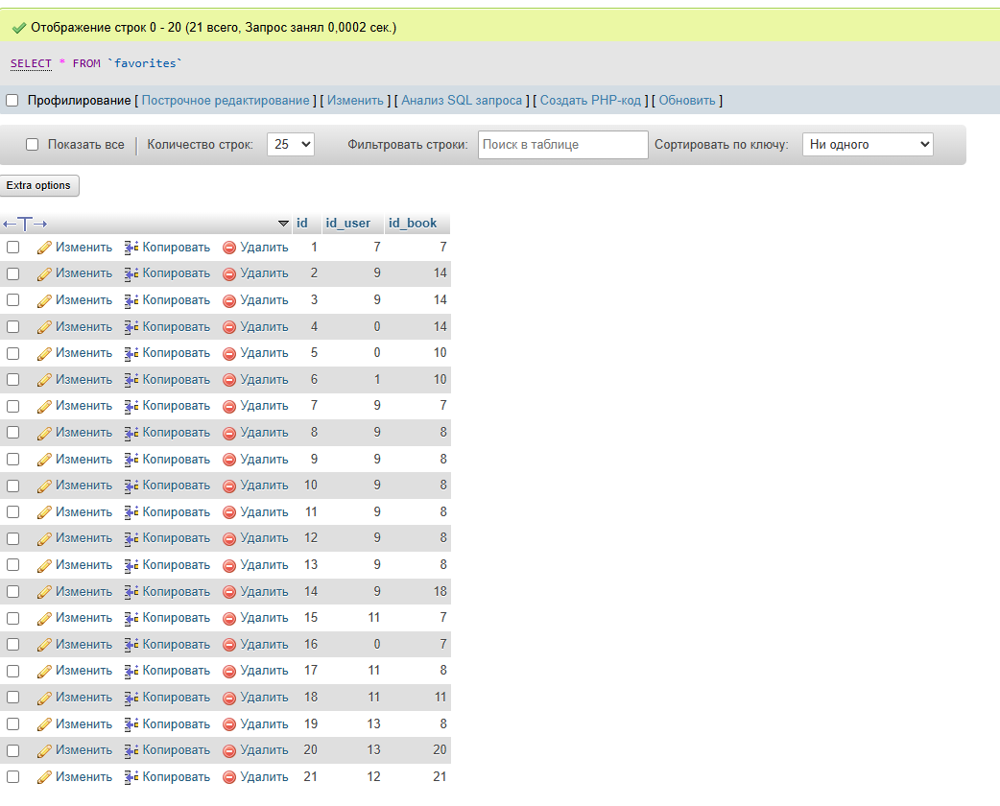 Отображение строк 0 - 20 (21 всего, Запрос занял 0,0002 сек.)
SELECT * FROM `favorites`
Профилирование [ Построчное редактирование ] [ Изменить ] [ Анализ SQL запроса ] [ Создать PHP-код ] [ Обновить ]
Показать все Количество строк: 25 Фильтровать строки: Поиск в таблице Сортировать по ключу: Ни одного
Extra options
←T→ id id_user id_book
Изменить Копировать Удалить 1 7 7
Изменить Копировать Удалить 2 9 14
Изменить Копировать Удалить 3 9 14
Изменить Копировать Удалить 4 0 14
Изменить Копировать Удалить 5 0 10
Изменить Копировать Удалить 6 1 10
Изменить Копировать Удалить 7 9 7
Изменить Копировать Удалить 8 9 8
Изменить Копировать Удалить 9 9 8
Изменить Копировать Удалить 10 9 8
Изменить Копировать Удалить 11 9 8
Изменить Копировать Удалить 12 9 8
Изменить Копировать Удалить 13 9 8
Изменить Копировать Удалить 14 9 18
Изменить Копировать Удалить 15 11 7
Изменить Копировать Удалить 16 0 7
Изменить Копировать Удалить 17 11 8
Изменить Копировать Удалить 18 11 11
Изменить Копировать Удалить 19 13 8
Изменить Копировать Удалить 20 13 20
Изменить Копировать Удалить 21 12 21